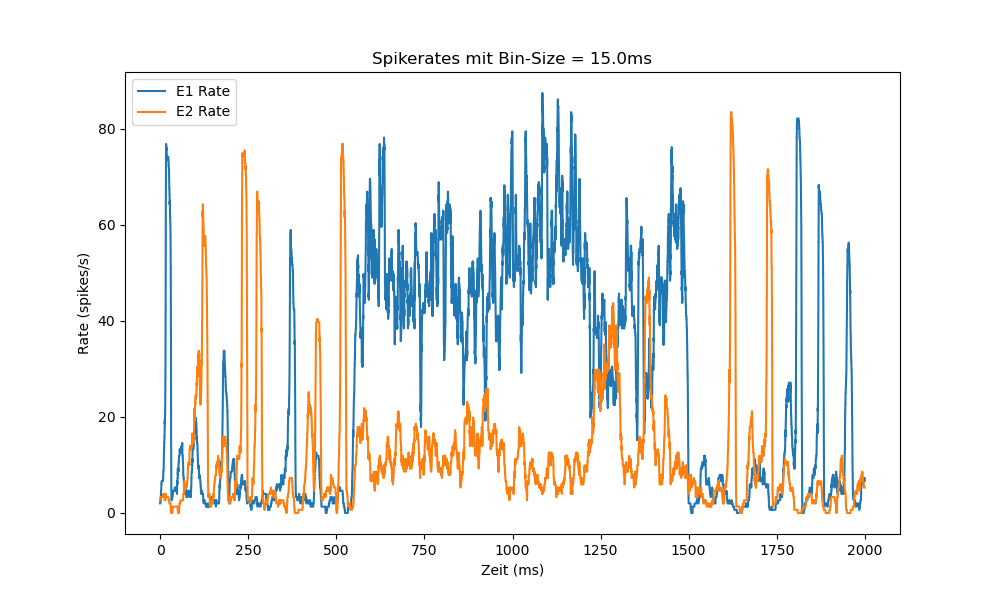 Spikerates mit Bin-Size = 15.0ms
E1 Rate
E2 Rate
Rate (spikes/s)
80
60
40
20
0
0 250 500 750 1000 1250 1500 1750 2000
Zeit (ms)